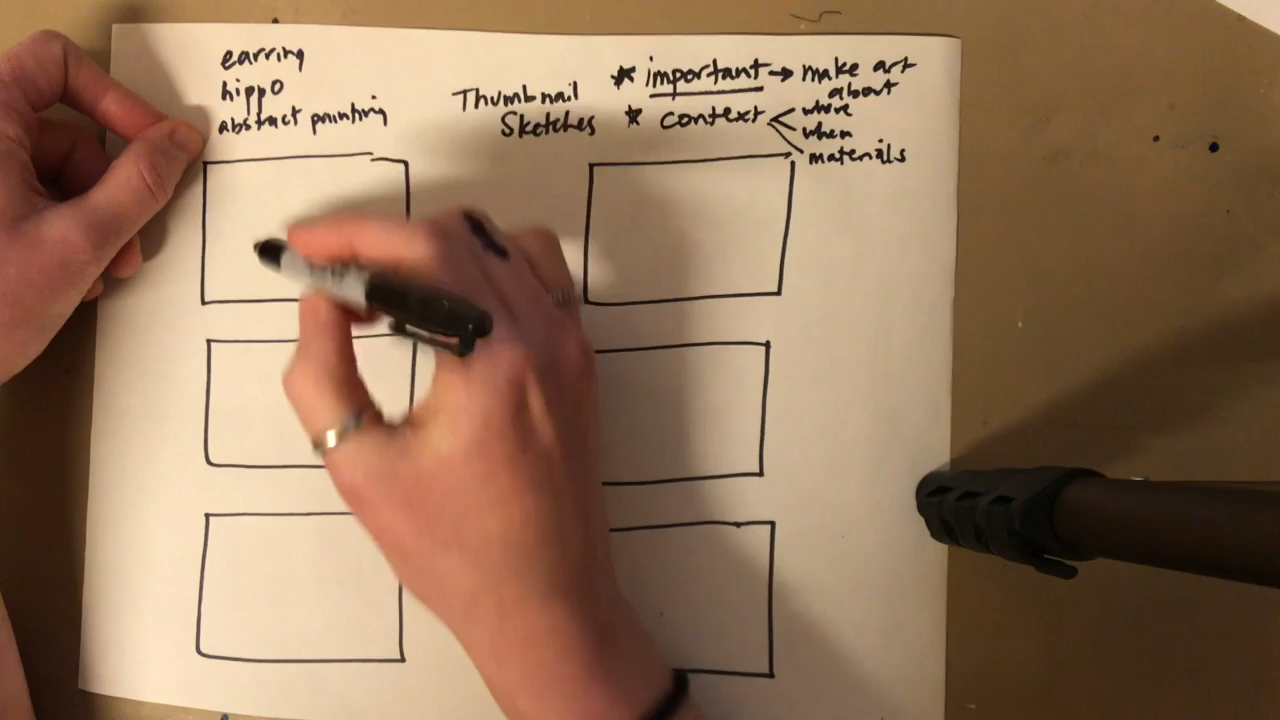 earring
hippo
abstract painting
Thumbnail
Sketches
* important → make art
about
* context
where
when
materials